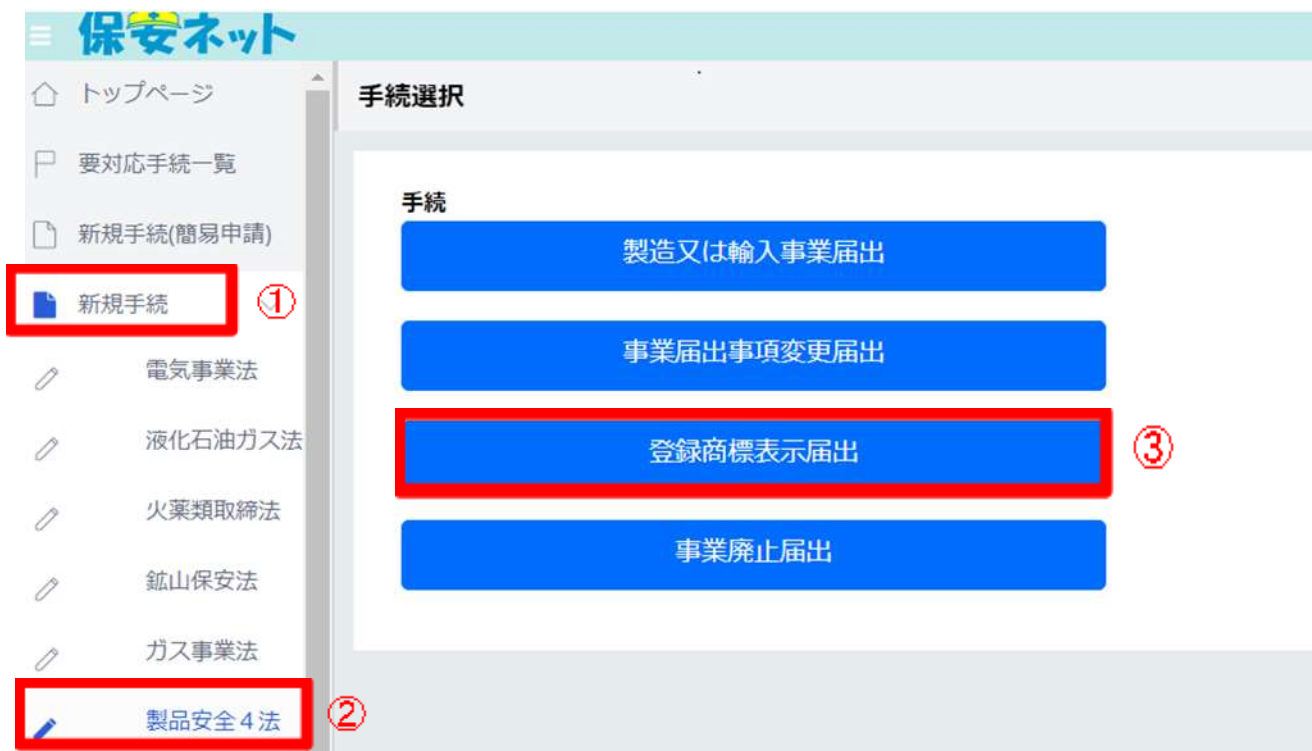 保安ネット
トップページ
要対応手続一覧
新規手続(簡易申請)
新規手続 ①
電気事業法
液化石油ガス法
火薬類取締法
鉱山保安法
ガス事業法
製品安全４法 ②
手続選択
手続
製造又は輸入事業届出
事業届出事項変更届出
登録商標表示届出 ③
事業廃止届出